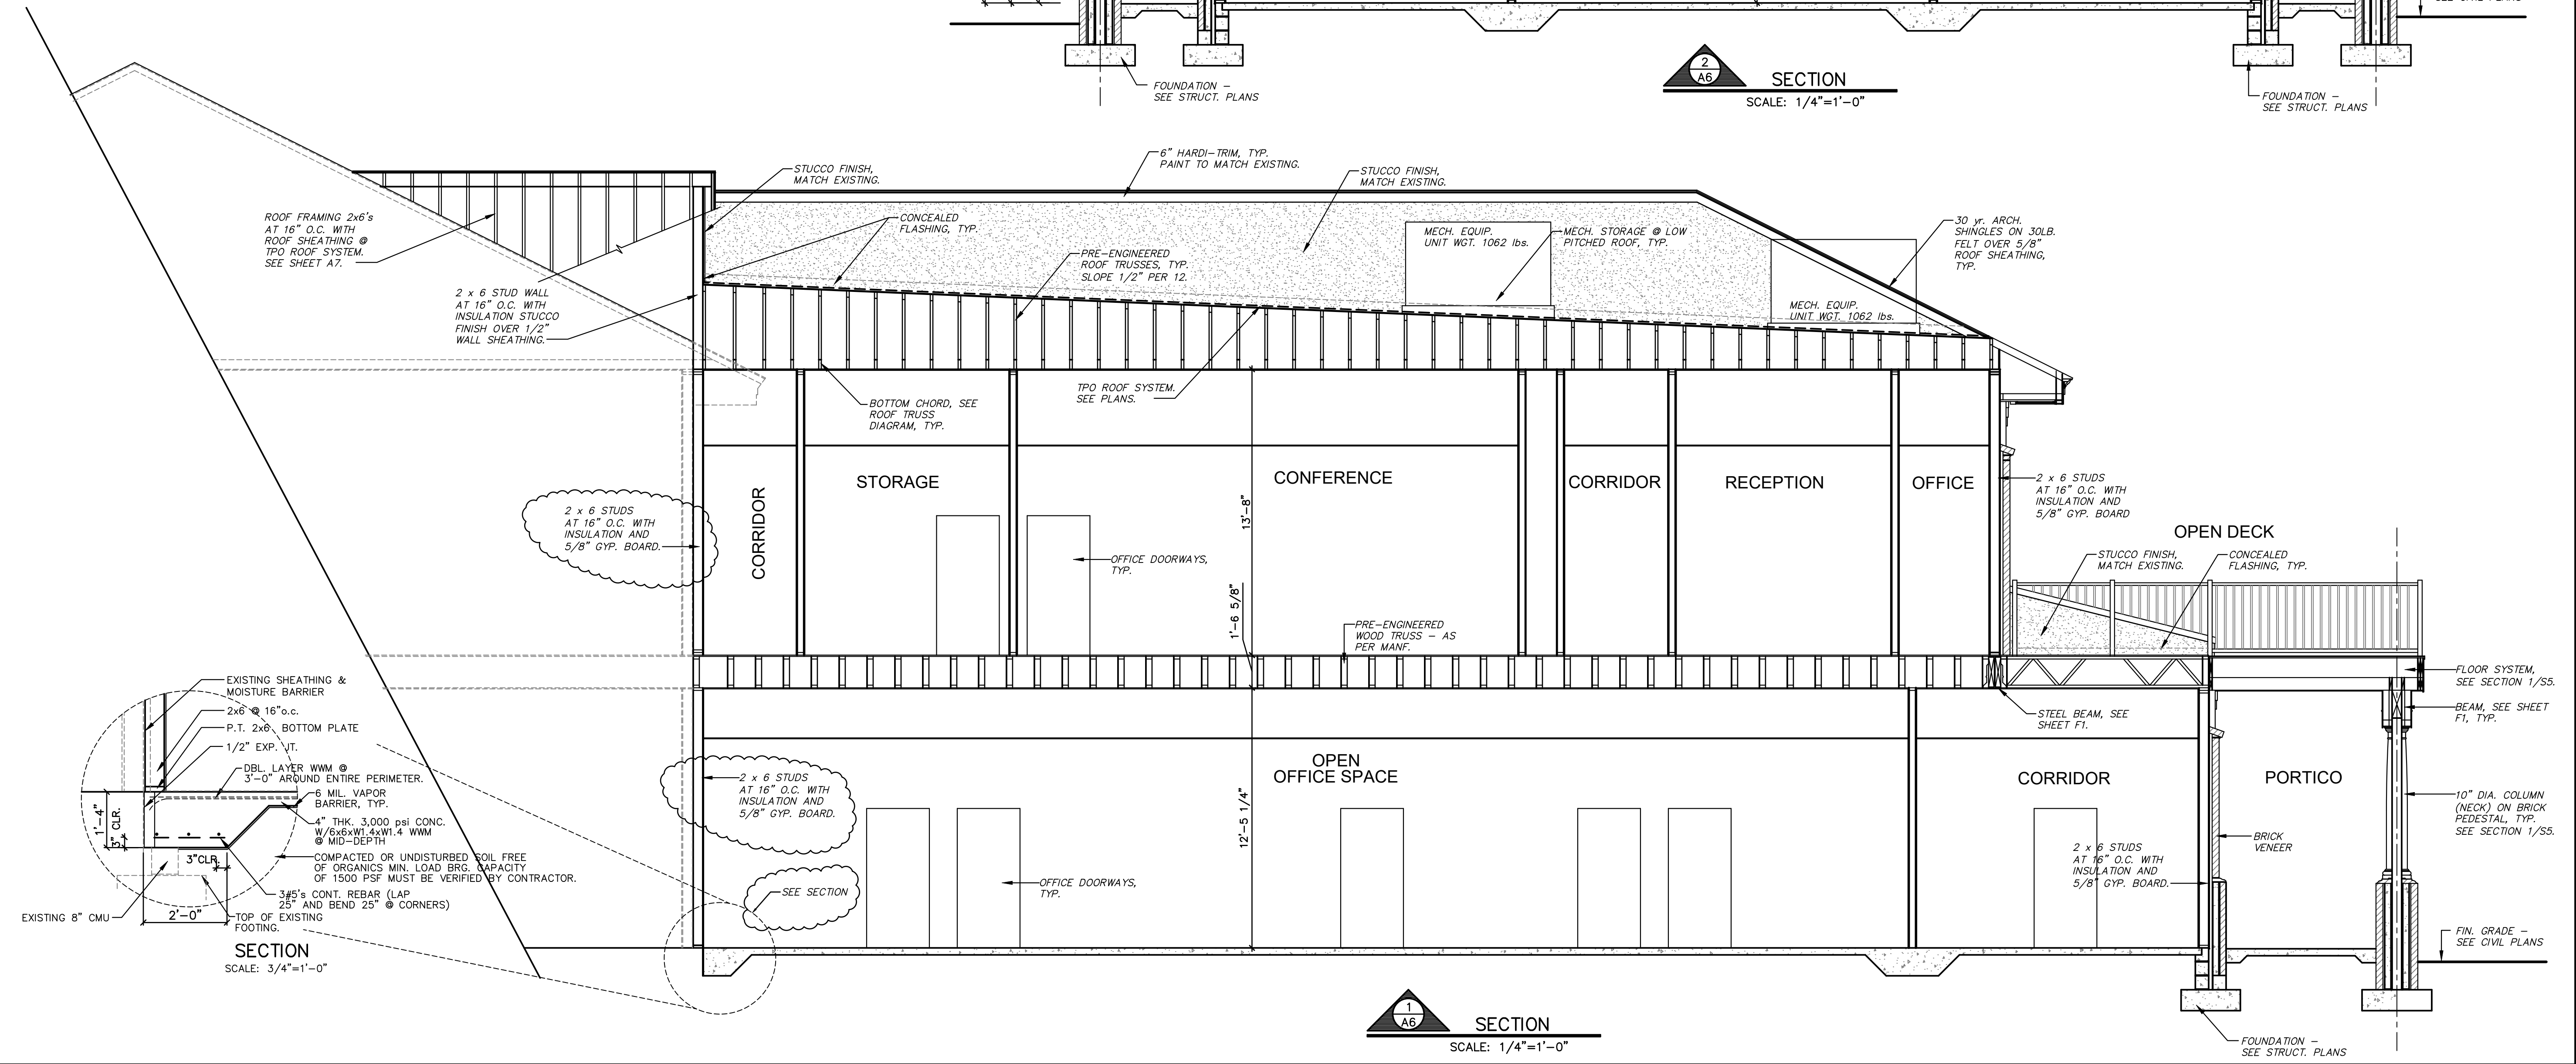 FOUNDATION –
SEE STRUCT. PLANS
2
A6
SECTION
SCALE: 1/4"=1'-0"
FOUNDATION –
SEE STRUCT. PLANS
6" HARDI-TRIM, TYP.
PAINT TO MATCH EXISTING.
STUCCO FINISH,
MATCH EXISTING.
STUCCO FINISH,
MATCH EXISTING.
ROOF FRAMING 2x6's
AT 16" O.C. WITH
ROOF SHEATHING @
TPO ROOF SYSTEM.
SEE SHEET A7.
CONCEALED
FLASHING, TYP.
MECH. EQUIP.
UNIT WGT. 1062 lbs.
MECH. STORAGE @ LOW
PITCHED ROOF, TYP.
30 yr. ARCH.
SHINGLES ON 30LB.
FELT OVER 5/8"
ROOF SHEATHING,
TYP.
PRE-ENGINEERED
ROOF TRUSSES, TYP.
SLOPE 1/2" PER 12.
2 x 6 STUD WALL
AT 16" O.C. WITH
INSULATION STUCCO
FINISH OVER 1/2"
WALL SHEATHING.
MECH. EQUIP.
UNIT WGT. 1062 lbs.
TPO ROOF SYSTEM.
SEE PLANS.
BOTTOM CHORD, SEE
ROOF TRUSS
DIAGRAM, TYP.
CORRIDOR
STORAGE
CONFERENCE
CORRIDOR
RECEPTION
OFFICE
13'-8"
2 x 6 STUDS
AT 16" O.C. WITH
INSULATION AND
5/8" GYP. BOARD.
2 x 6 STUDS
AT 16" O.C. WITH
INSULATION AND
5/8" GYP. BOARD
OPEN DECK
STUCCO FINISH,
MATCH EXISTING.
CONCEALED
FLASHING, TYP.
OFFICE DOORWAYS,
TYP.
1'-6 5/8"
PRE-ENGINEERED
WOOD TRUSS – AS
PER MANF.
FLOOR SYSTEM,
SEE SECTION 1/S5.
BEAM, SEE SHEET
F1, TYP.
STEEL BEAM, SEE
SHEET F1.
OPEN
OFFICE SPACE
CORRIDOR
PORTICO
12'-5 1/4"
2 x 6 STUDS
AT 16" O.C. WITH
INSULATION AND
5/8" GYP. BOARD.
10" DIA. COLUMN
(NECK) ON BRICK
PEDESTAL, TYP.
SEE SECTION 1/S5.
BRICK
VENEER
2 x 6 STUDS
AT 16" O.C. WITH
INSULATION AND
5/8" GYP. BOARD.
OFFICE DOORWAYS,
TYP.
SEE SECTION
FIN. GRADE –
SEE CIVIL PLANS
EXISTING SHEATHING &
MOISTURE BARRIER
2x6 @ 16"o.c.
P.T. 2x6 BOTTOM PLATE
1/2" EXP. JT.
DBL. LAYER WWM @
3'-0" AROUND ENTIRE PERIMETER.
6 MIL. VAPOR
BARRIER, TYP.
4" THK. 3,000 psi CONC.
W/6x6xW1.4xW1.4 WWM
@ MID-DEPTH
1'-4"
3" CLR.
3"CLR.
COMPACTED OR UNDISTURBED SOIL FREE
OF ORGANICS MIN. LOAD BRG. CAPACITY
OF 1500 PSF MUST BE VERIFIED BY CONTRACTOR.
3#5's CONT. REBAR (LAP
25" AND BEND 25" @ CORNERS)
EXISTING 8" CMU
2'-0"
TOP OF EXISTING
FOOTING.
SECTION
SCALE: 3/4"=1'-0"
1
A6
SECTION
SCALE: 1/4"=1'-0"
FOUNDATION –
SEE STRUCT. PLANS